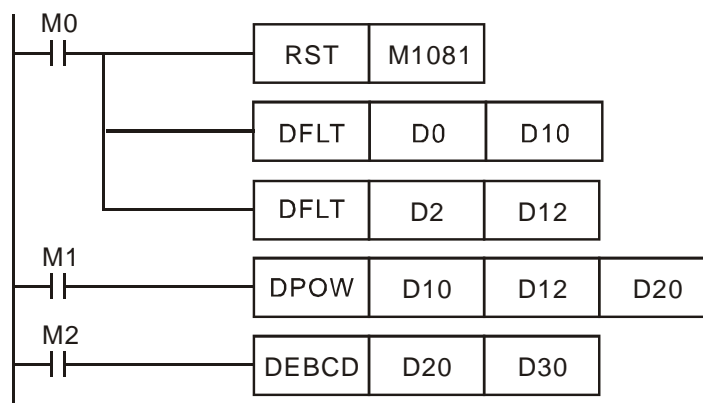 M0
RST M1081
DFLT D0 D10
DFLT D2 D12
M1
DPOW D10 D12 D20
M2
DEBCD D20 D30